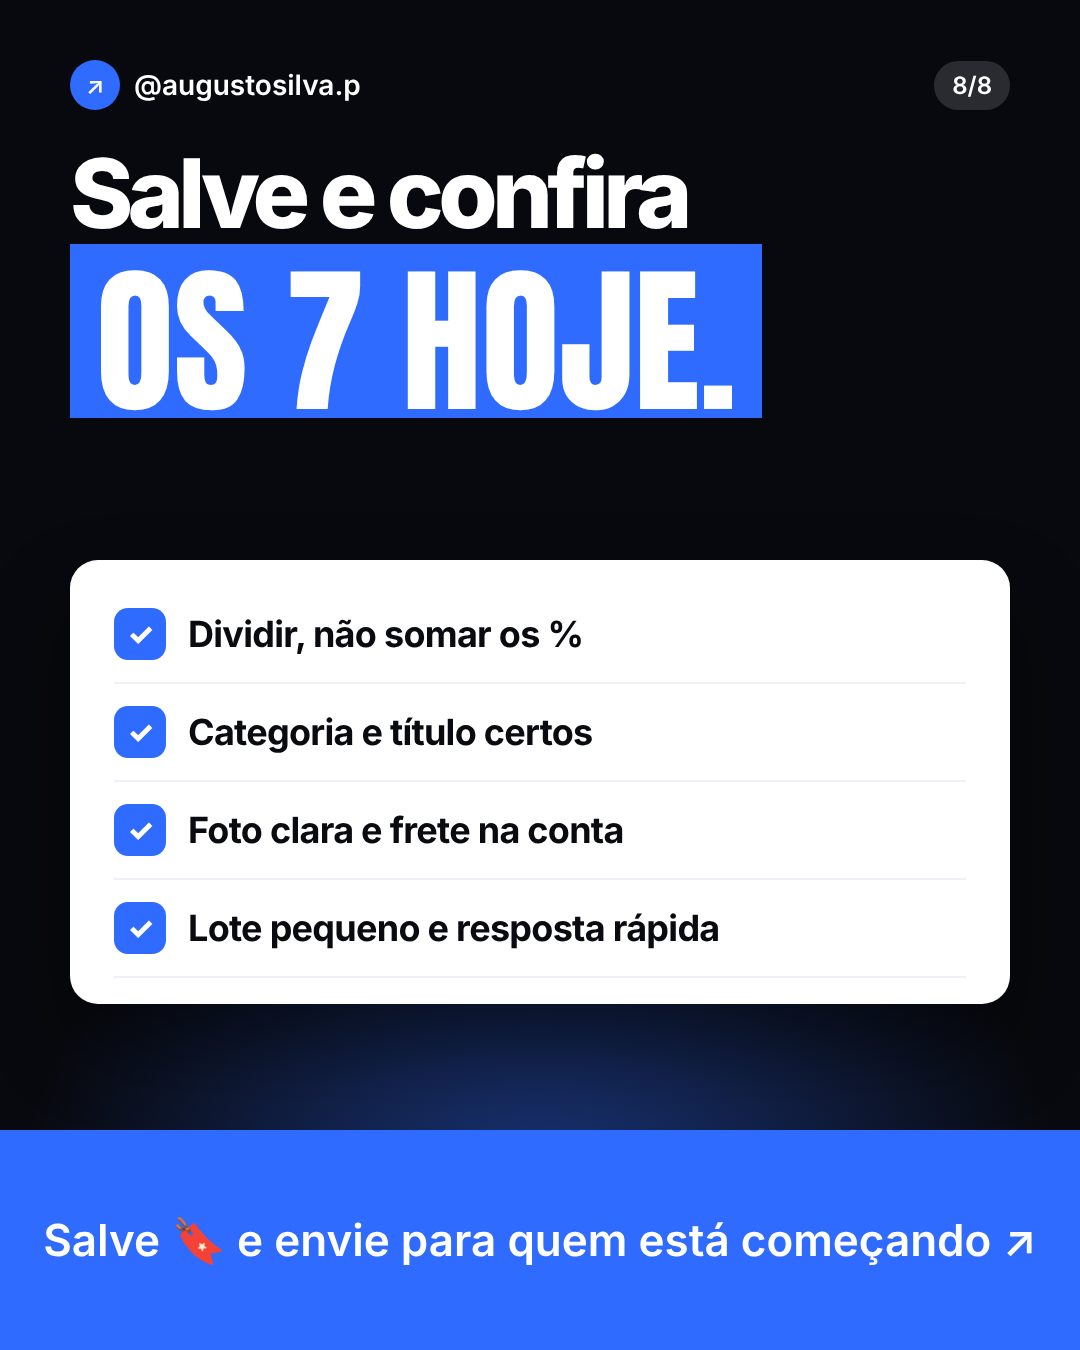 @augustosilva.p
8/8
Salve e confira
OS 7 HOJE.
Dividir, não somar os %
Categoria e título certos
Foto clara e frete na conta
Lote pequeno e resposta rápida
Salve 🔖 e envie para quem está começando ↗